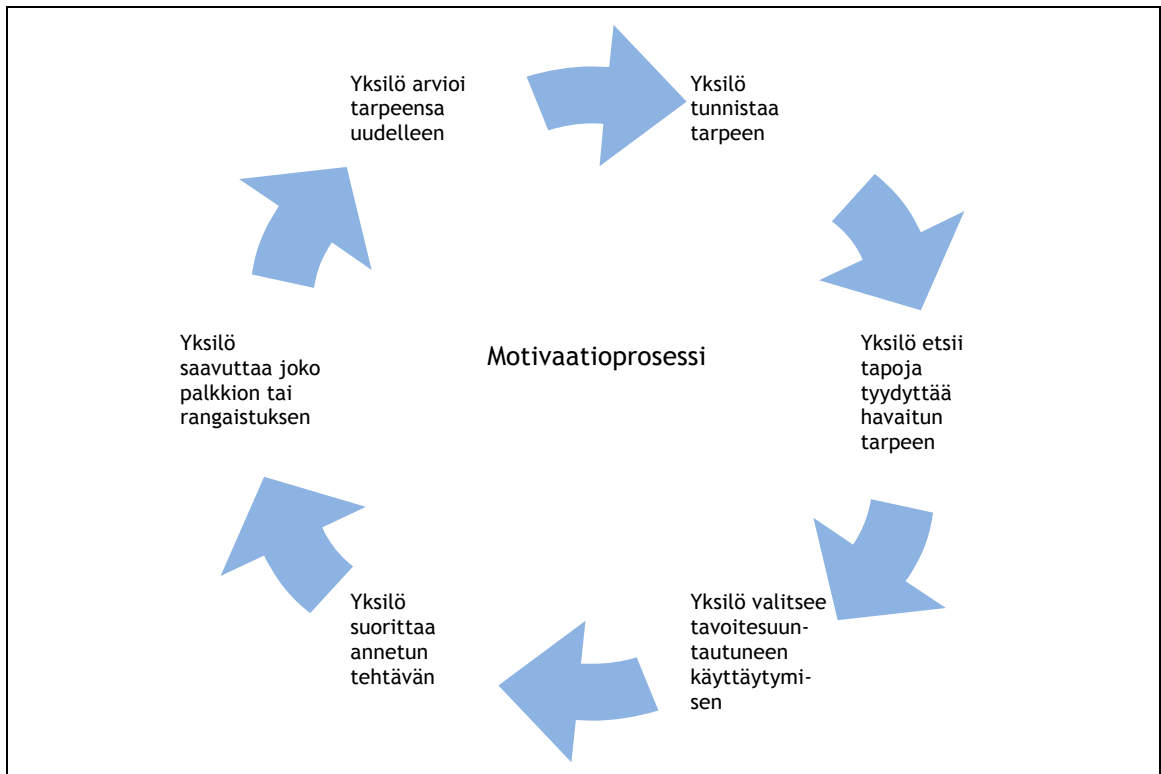 Yksilö arvioi
tarpeensa
uudelleen
Yksilö
tunnistaa
tarpeen
Yksilö etsii
tapoja
tyydyttää
havaitun
tarpeen
Yksilö valitsee
tavoitesuun-
tautuneen
käyttäytymi-
sen
Yksilö
suorittaa
annetun
tehtävän
Yksilö
saavuttaa joko
palkkion tai
rangaistuksen
Motivaatioprosessi